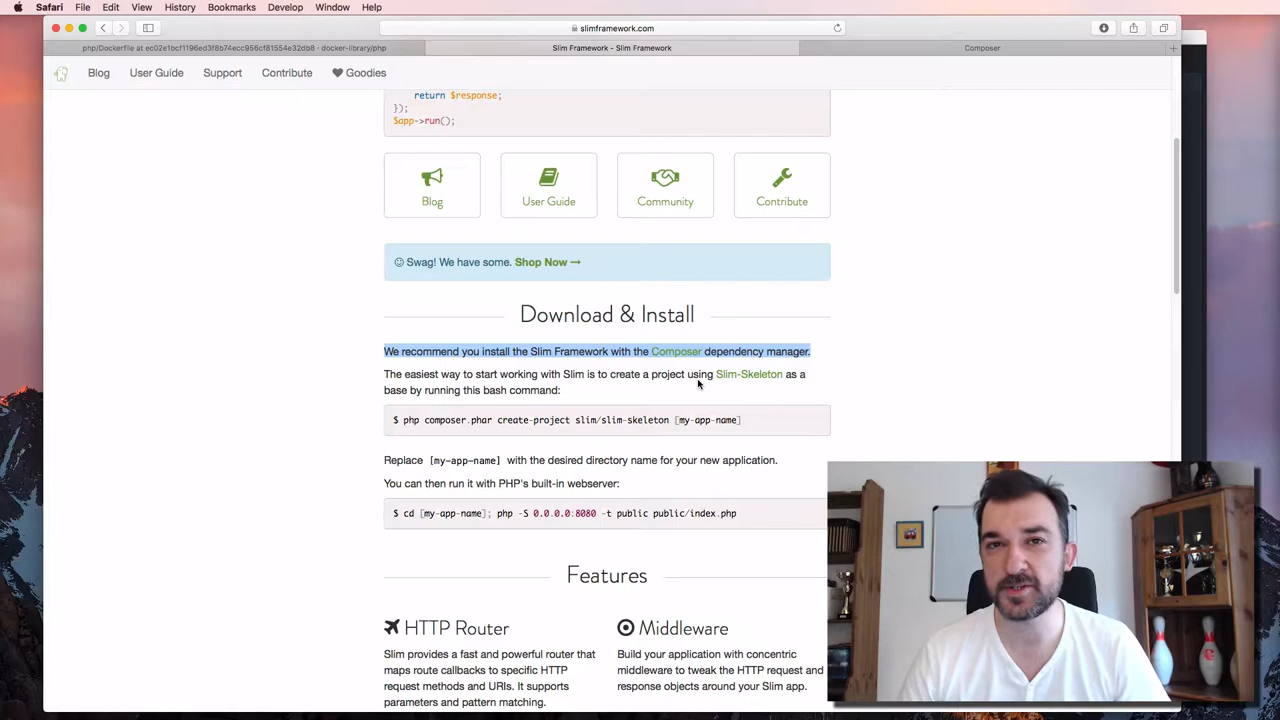 Safari File Edit View History Bookmarks Develop Window Help
slimframework.com
php/Dockerfile at ec02e1bcf1196ed3f8b74ecc956cf81554e32db8 · docker-library/php
Slim Framework - Slim Framework
Composer
Blog User Guide Support Contribute Goodies
return $response;
});
$app->run();
Blog User Guide Community Contribute
Swag! We have some. Shop Now →
Download & Install
We recommend you install the Slim Framework with the Composer dependency manager.
The easiest way to start working with Slim is to create a project using Slim-Skeleton as a
base by running this bash command:
$ php composer.phar create-project slim/slim-skeleton [my-app-name]
Replace [my-app-name] with the desired directory name for your new application.
You can then run it with PHP's built-in webserver:
$ cd [my-app-name]; php -S 0.0.0.0:8080 -t public public/index.php
Features
HTTP Router
Slim provides a fast and powerful router that
maps route callbacks to specific HTTP
request methods and URIs. It supports
parameters and pattern matching.
Middleware
Build your application with concentric
middleware to tweak the HTTP request and
response objects around your Slim app.